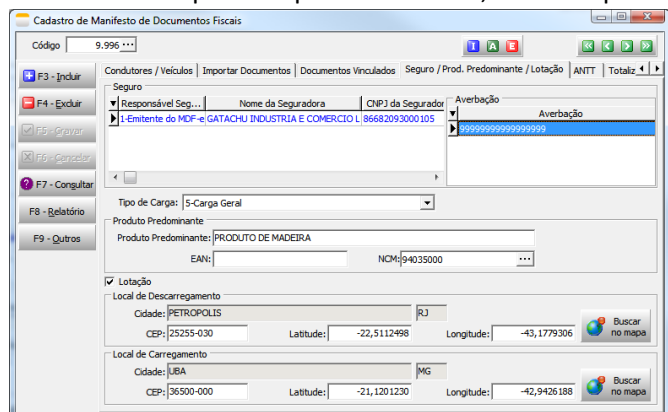 Cadastro de Manifesto de Documentos Fiscais
Código 9.996 ... I A E
F3 - Incluir
F4 - Excluir
F5 - Gravar
F6 - Cancelar
F7 - Consultar
F8 - Relatório
F9 - Outros
Condutores / Veículos Importar Documentos Documentos Vinculados Seguro / Prod. Predominante / Lotação ANTT Totaliz
Seguro
Responsável Seg... Nome da Seguradora CNPJ da Segurador
1-Emitente do MDF-e GATACHU INDUSTRIA E COMERCIO L 86682093000105
Averbação
Averbação
99999999999999999
Tipo de Carga: 5-Carga Geral
Produto Predominante
Produto Predominante: PRODUTO DE MADEIRA
EAN: NCM: 94035000 ...
Lotação
Local de Descarregamento
Cidade: PETROPOLIS RJ
CEP: 25255-030 Latitude: -22,5112498 Longitude: -43,1779306
Buscar no mapa
Local de Carregamento
Cidade: UBA MG
CEP: 36500-000 Latitude: -21,1201230 Longitude: -42,9426188
Buscar no mapa